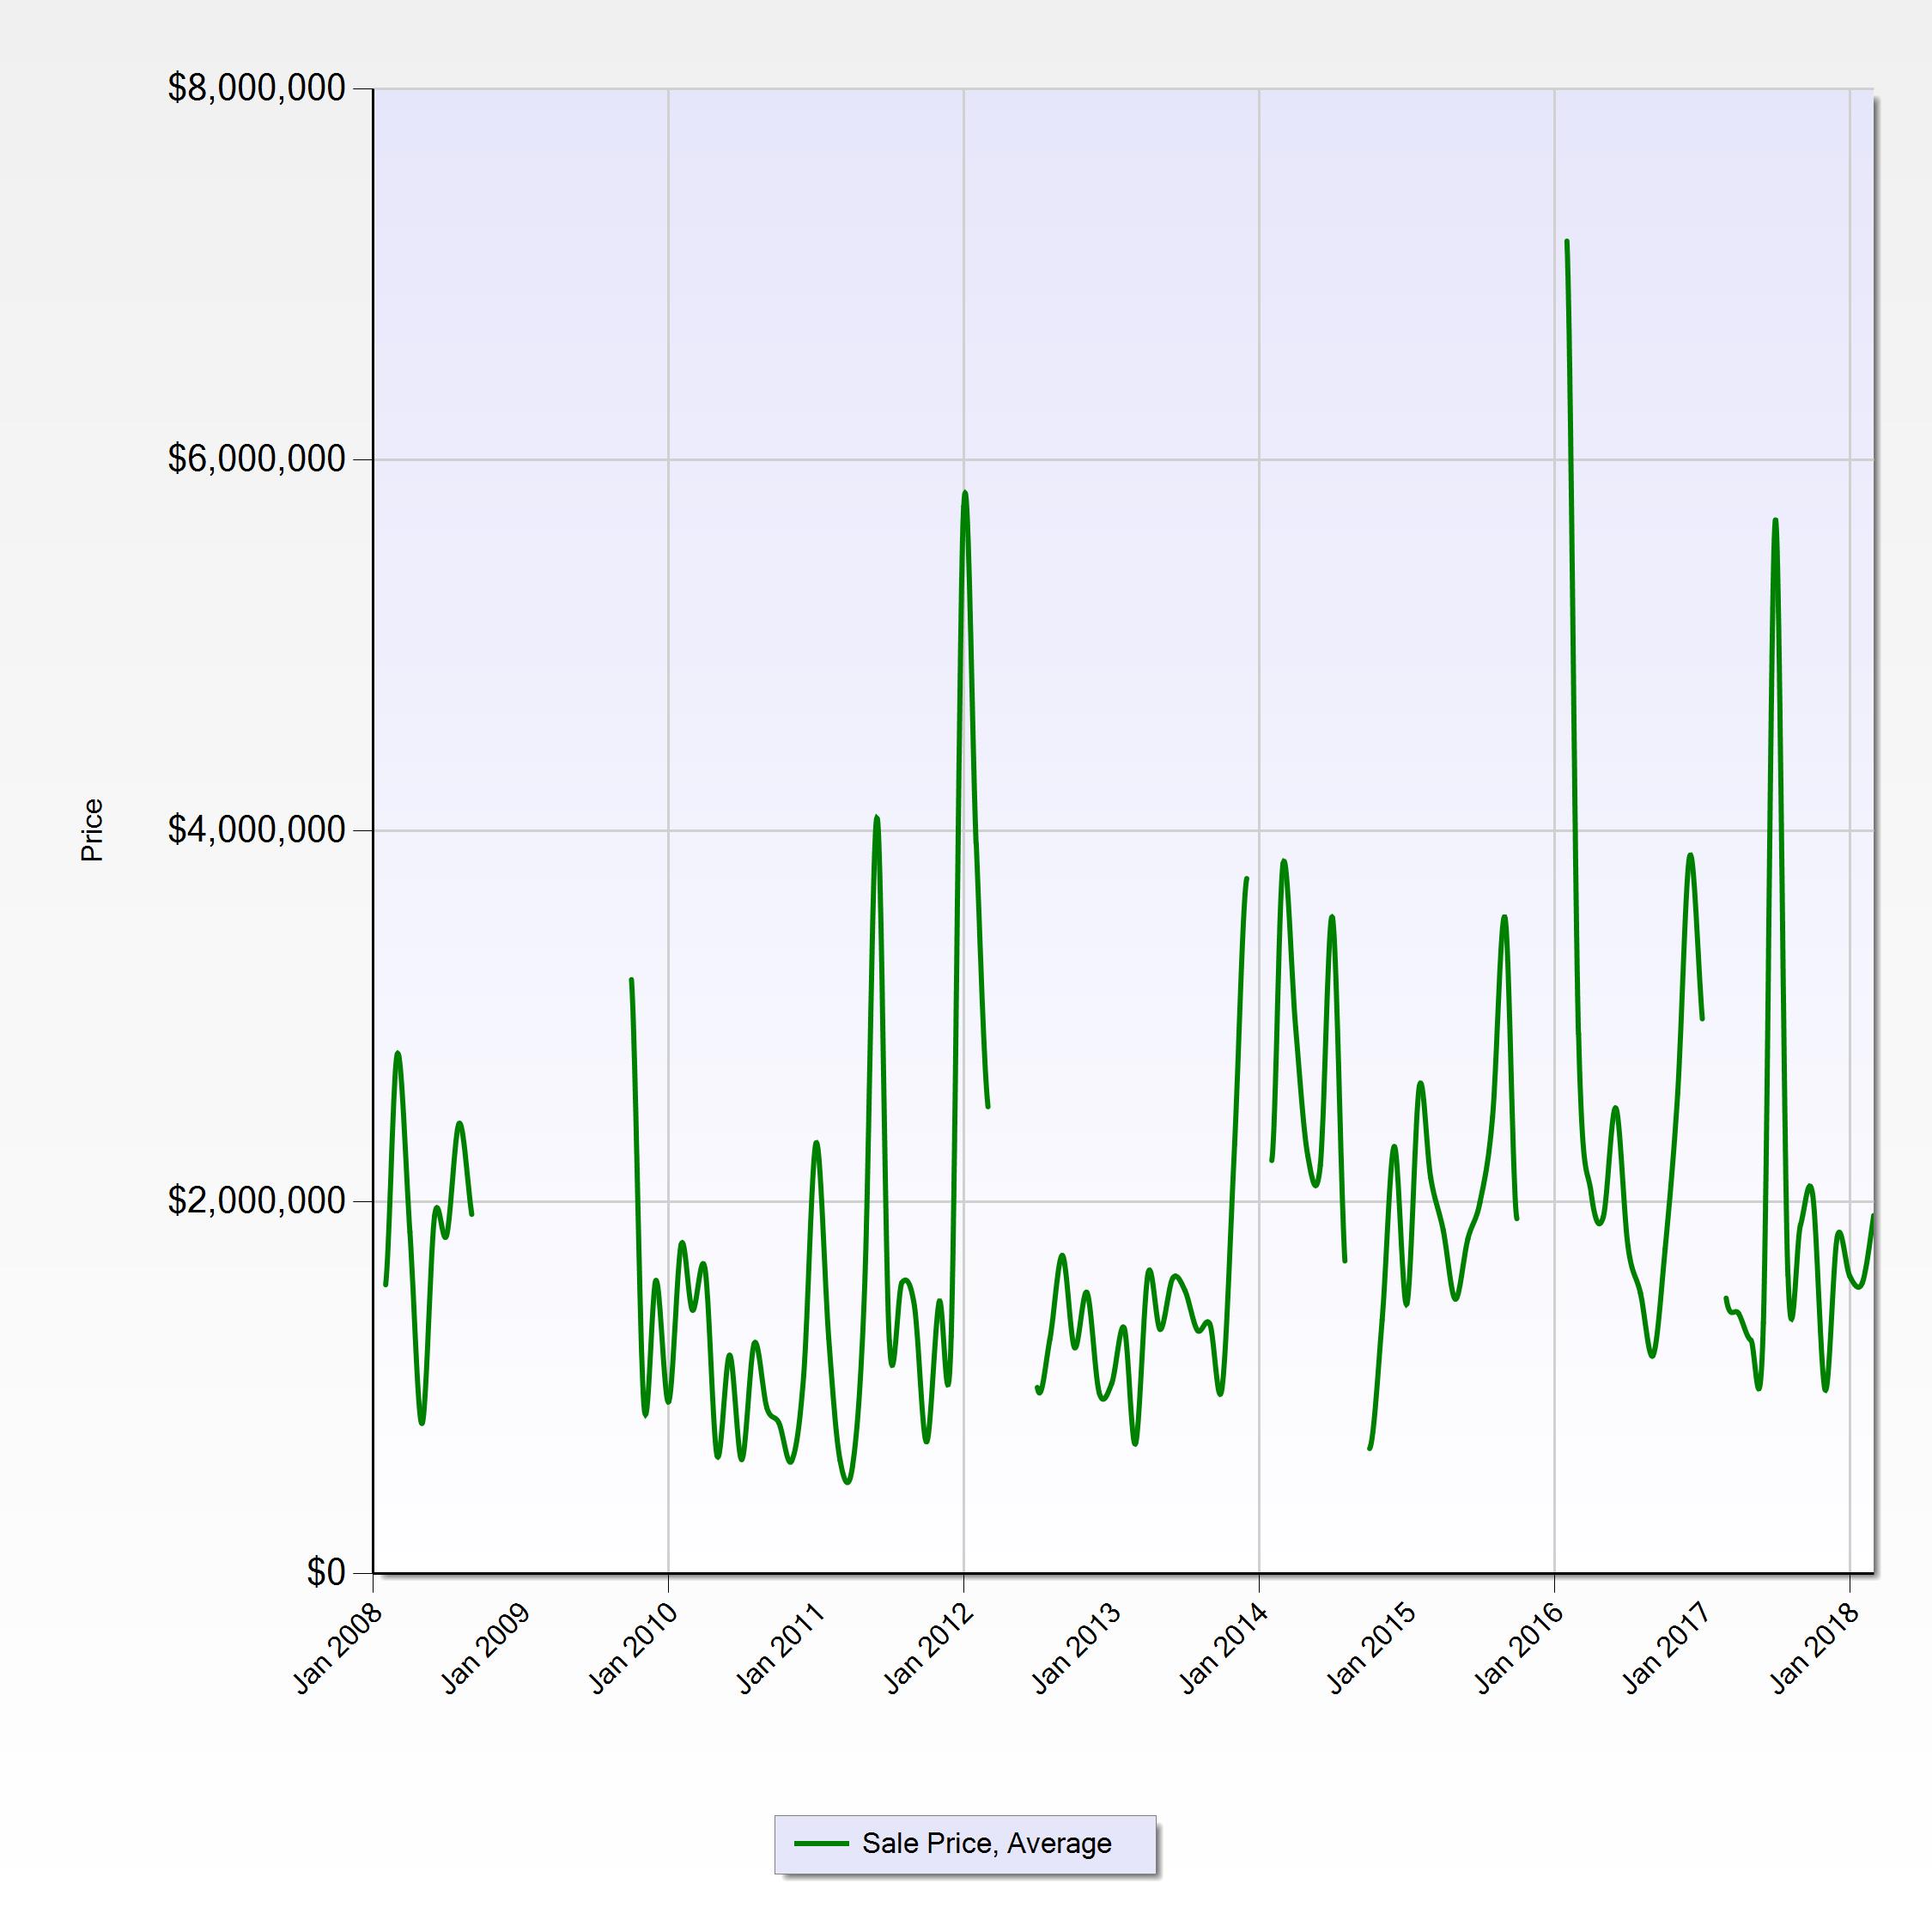 $8,000,000
$6,000,000
$4,000,000
$2,000,000
$0
Price
Jan 2008
Jan 2009
Jan 2010
Jan 2011
Jan 2012
Jan 2013
Jan 2014
Jan 2015
Jan 2016
Jan 2017
Jan 2018
Sale Price, Average